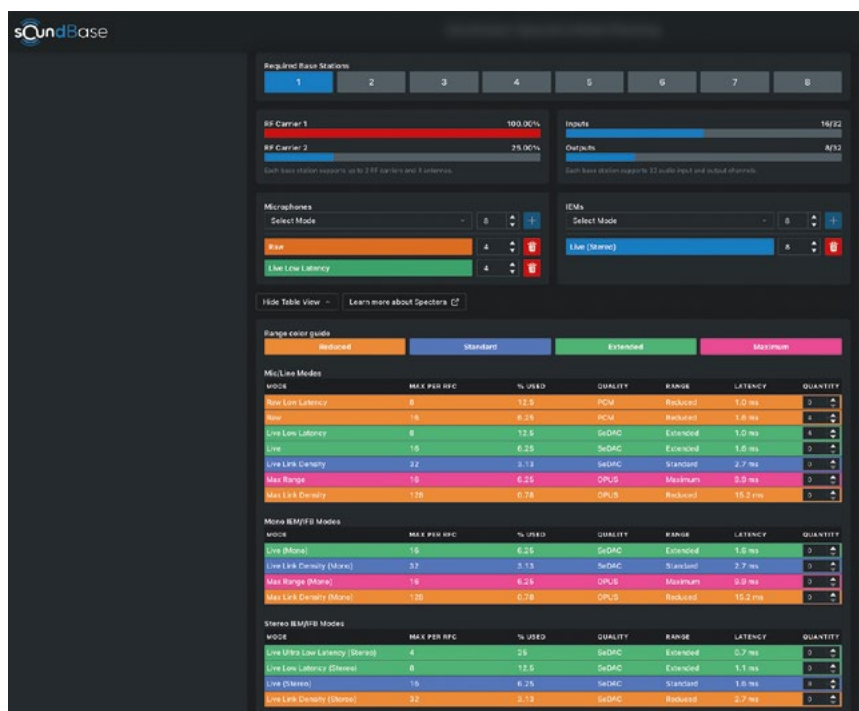 sOundBase
Required Base Stations
1 2 3 4 5 6 7 8
RF Carrier 1 100.00%
RF Carrier 2 25.00%
Each base station supports up to 2 RF carriers and 8 antennas.
Inputs 16/32
Outputs 8/32
Each base station supports 32 audio input and output channels.
Microphones
Select Mode 8
Raw 4
Live Low Latency 4
IEMs
Select Mode 8
Live (Stereo) 8
Hide Table View Learn more about Spectera
Range color guide
Reduced Standard Extended Maximum
Mic/Line Modes
MODE MAX PER RFC % USED QUALITY RANGE LATENCY QUANTITY
Raw Low Latency 8 12.5 PCM Reduced 1.0 ms 0
Raw 16 6.25 PCM Reduced 1.6 ms 4
Live Low Latency 8 12.5 SeDAC Extended 1.0 ms 4
Live 16 6.25 SeDAC Extended 1.6 ms 0
Live Link Density 32 3.13 SeDAC Standard 2.7 ms 0
Max Range 16 6.25 OPUS Maximum 9.9 ms 0
Max Link Density 128 0.78 OPUS Reduced 15.2 ms 0
Mono IEM/IFB Modes
MODE MAX PER RFC % USED QUALITY RANGE LATENCY QUANTITY
Live (Mono) 16 6.25 SeDAC Extended 1.6 ms 0
Live Link Density (Mono) 32 3.13 SeDAC Standard 2.7 ms 0
Max Range (Mono) 16 6.25 OPUS Maximum 9.9 ms 0
Max Link Density (Mono) 128 0.78 OPUS Reduced 15.2 ms 0
Stereo IEM/IFB Modes
MODE MAX PER RFC % USED QUALITY RANGE LATENCY QUANTITY
Live Ultra Low Latency (Stereo) 4 25 SeDAC Extended 0.7 ms 0
Live Low Latency (Stereo) 8 12.5 SeDAC Extended 1.1 ms 0
Live (Stereo) 16 6.25 SeDAC Standard 1.6 ms 8
Live Link Density (Stereo) 32 3.13 SeDAC Reduced 2.7 ms 0